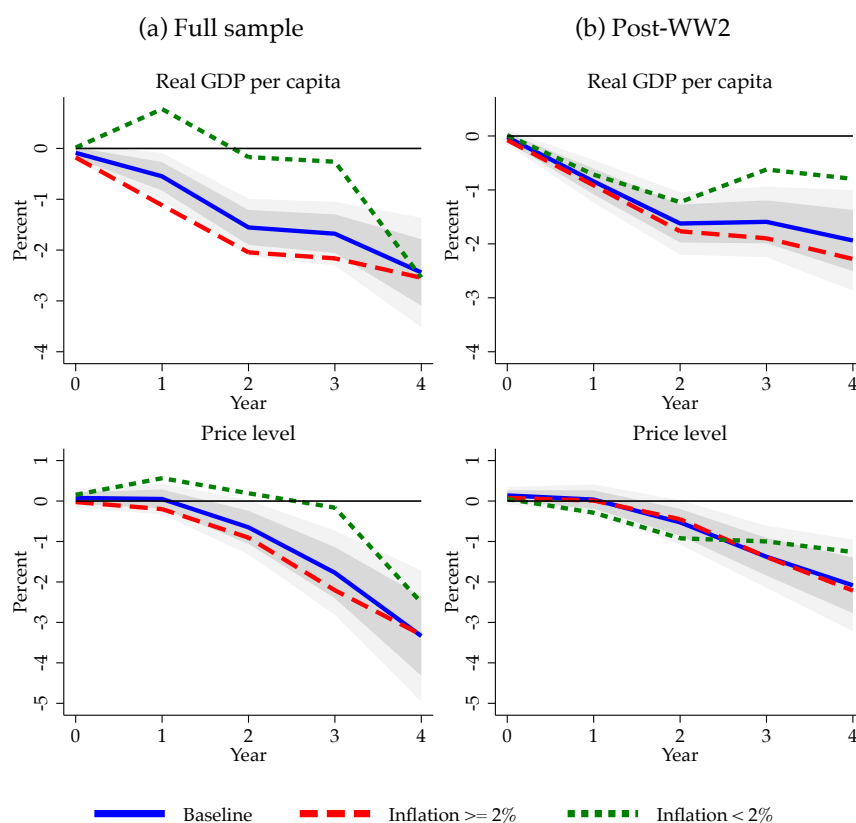 (a) Full sample
(b) Post-WW2
Real GDP per capita
Percent
0
-1
-2
-3
-4
0 1 2 3 4
Year
Real GDP per capita
Percent
0
-1
-2
-3
-4
0 1 2 3 4
Year
Price level
Percent
1
0
-1
-2
-3
-4
-5
0 1 2 3 4
Year
Price level
Percent
1
0
-1
-2
-3
-4
-5
0 1 2 3 4
Year
Baseline
Inflation >= 2%
Inflation < 2%